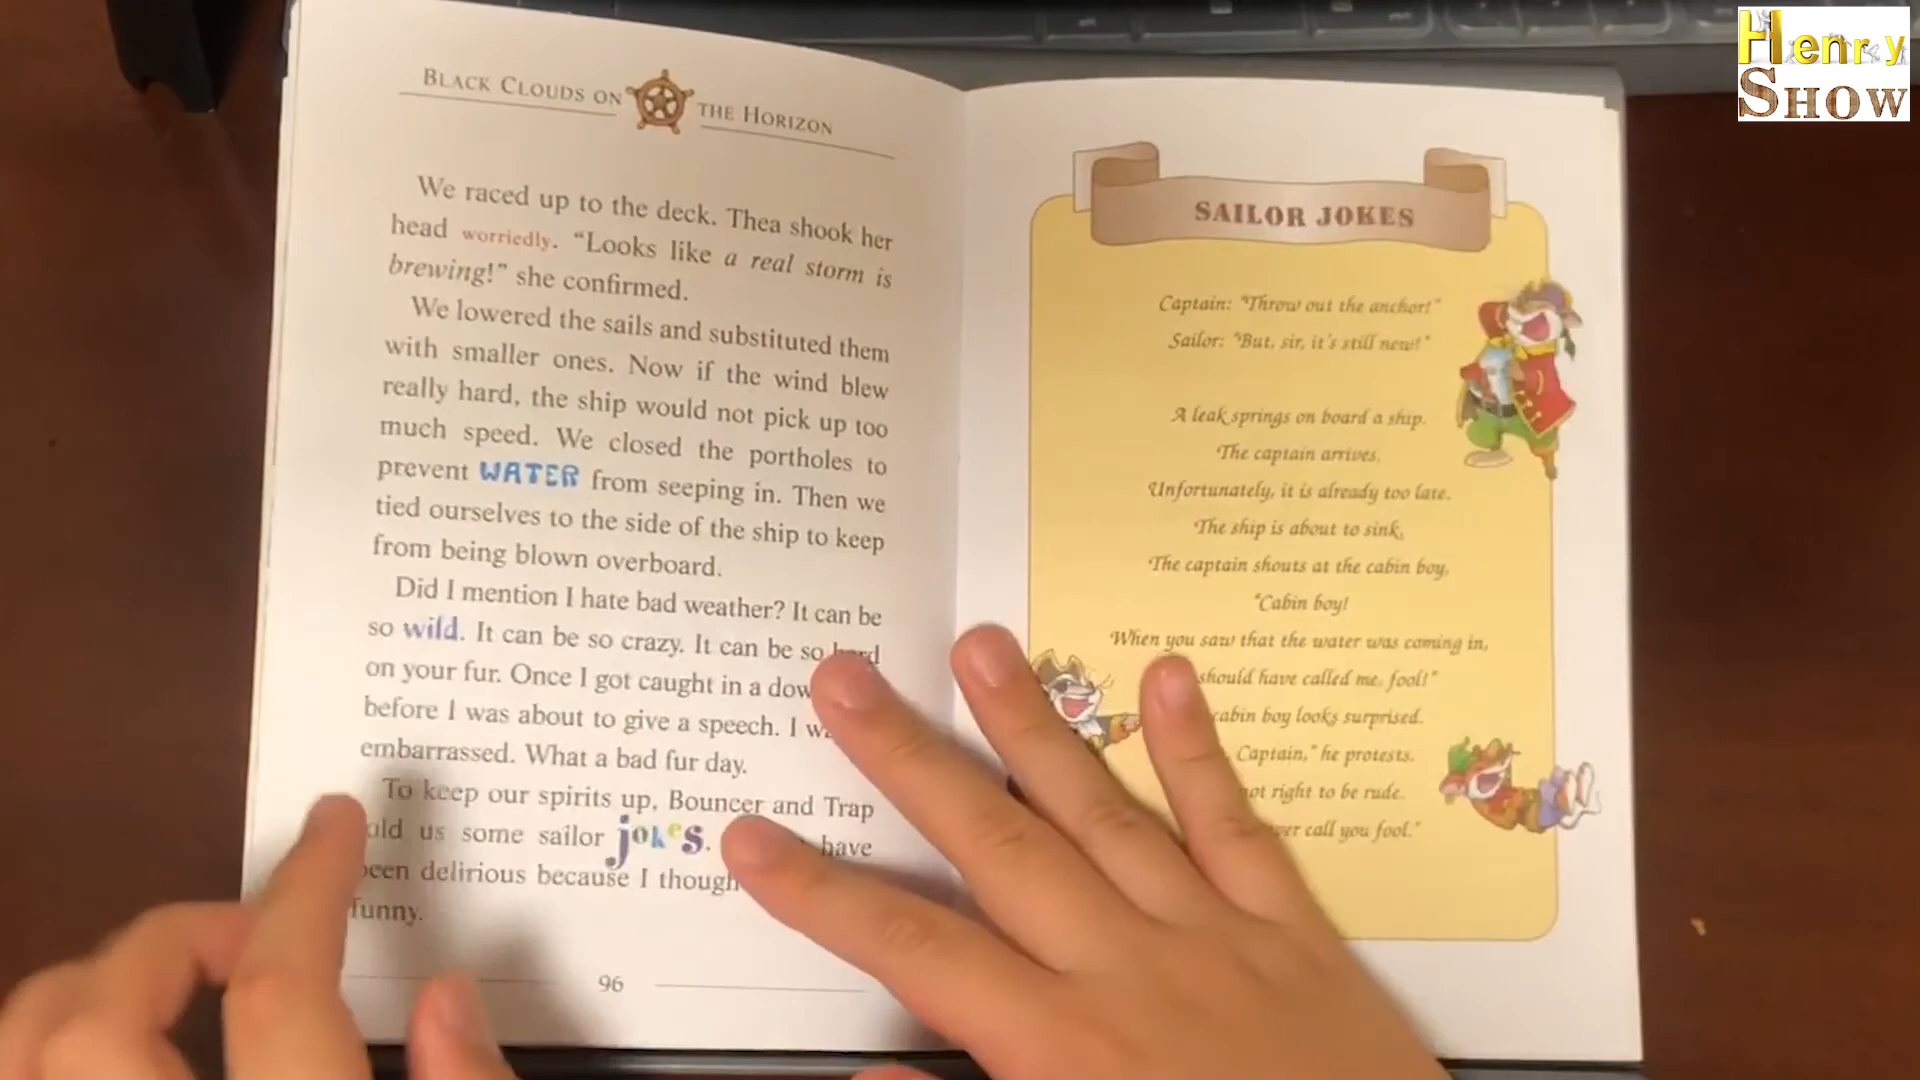 Henry
SHOW
BLACK CLOUDS ON THE HORIZON
We raced up to the deck. Thea shook her
head worriedly. "Looks like a real storm is
brewing!" she confirmed.
We lowered the sails and substituted them
with smaller ones. Now if the wind blew
really hard, the ship would not pick up too
much speed. We closed the portholes to
prevent WATER from seeping in. Then we
tied ourselves to the side of the ship to keep
from being blown overboard.
Did I mention I hate bad weather? It can be
so wild. It can be so crazy. It can be so hard
on your fur. Once I got caught in a
before I was about to give a speech. I
embarrassed. What a bad fur day.
To keep our spirits up, Bouncer and Trap
us some sailor jokes. have
been delirious because I
funny.
96
SAILOR JOKES
Captain: "Throw out the anchor!"
Sailor: "But, sir, it's still new!"
A leak springs on board a ship.
The captain arrives.
Unfortunately, it is already too late.
The ship is about to sink.
The captain shouts at the cabin boy,
"Cabin boy!
When you saw that the water was coming in,
should have called me, fool!"
cabin boy looks surprised.
Captain," he protests.
not right to be rude.
call you fool."